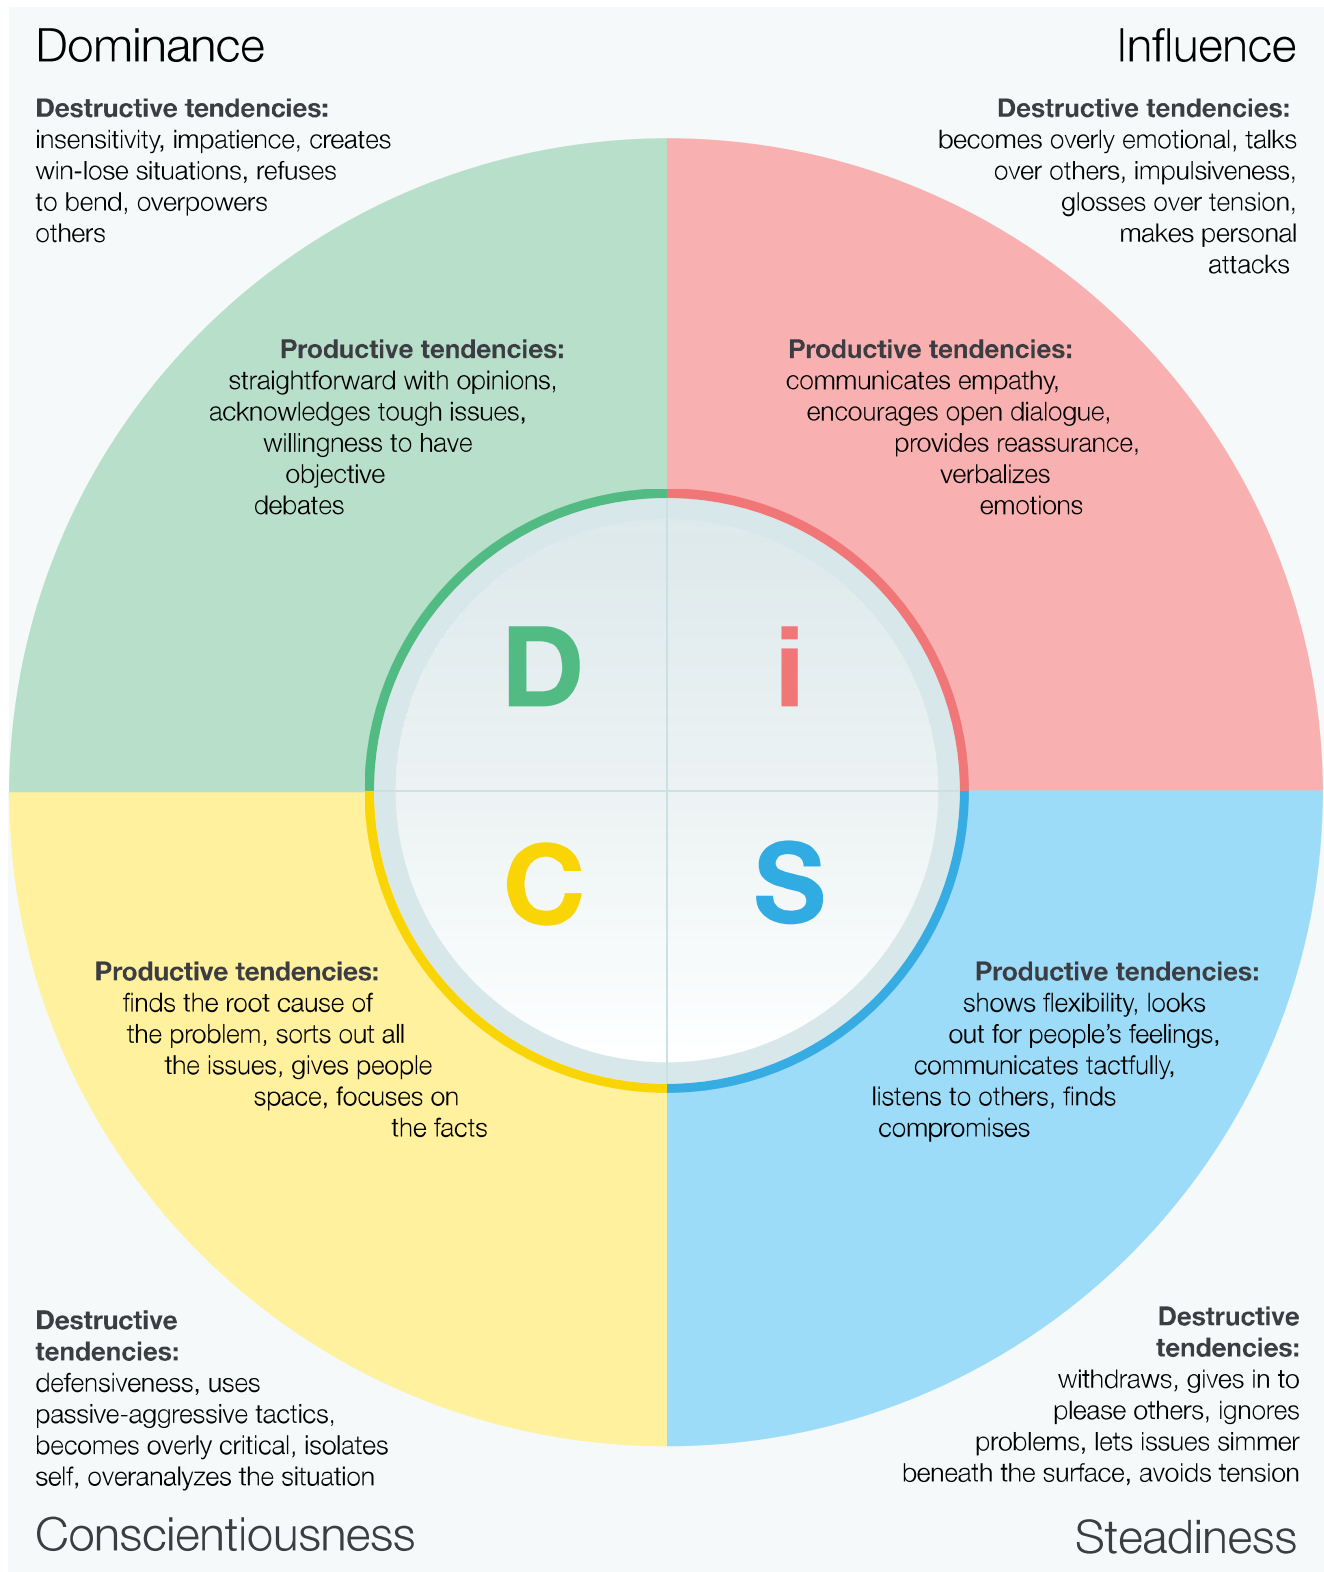 Dominance
Destructive tendencies:
insensitivity, impatience, creates
win-lose situations, refuses
to bend, overpowers
others
Influence
Destructive tendencies:
becomes overly emotional, talks
over others, impulsiveness,
glosses over tension,
makes personal
attacks
Productive tendencies:
straightforward with opinions,
acknowledges tough issues,
willingness to have
objective
debates
Productive tendencies:
communicates empathy,
encourages open dialogue,
provides reassurance,
verbalizes
emotions
D
i
C
S
Productive tendencies:
finds the root cause of
the problem, sorts out all
the issues, gives people
space, focuses on
the facts
Productive tendencies:
shows flexibility, looks
out for people’s feelings,
communicates tactfully,
listens to others, finds
compromises
Destructive
tendencies:
defensiveness, uses
passive-aggressive tactics,
becomes overly critical, isolates
self, overanalyzes the situation
Conscientiousness
Destructive
tendencies:
withdraws, gives in to
please others, ignores
problems, lets issues simmer
beneath the surface, avoids tension
Steadiness